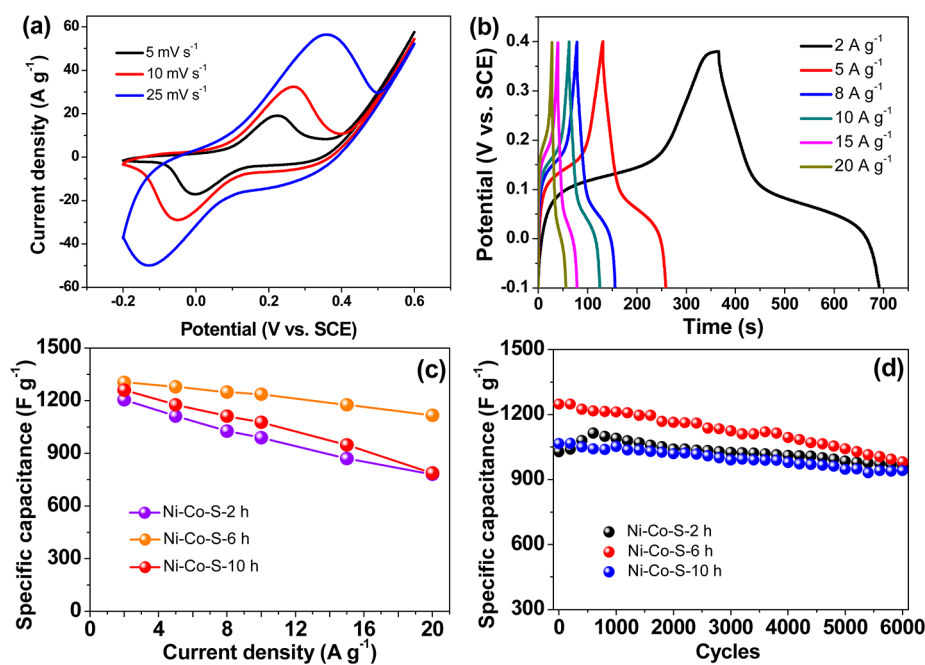 (a)
5 mV s⁻¹
10 mV s⁻¹
25 mV s⁻¹
Current density (A g⁻¹)
60
40
20
0
-20
-40
-60
-0.2 0.0 0.2 0.4 0.6
Potential (V vs. SCE)
(b)
2 A g⁻¹
5 A g⁻¹
8 A g⁻¹
10 A g⁻¹
15 A g⁻¹
20 A g⁻¹
Potential (V vs. SCE)
0.4
0.3
0.2
0.1
0.0
-0.1
0 100 200 300 400 500 600 700
Time (s)
(c)
Specific capacitance (F g⁻¹)
1500
1200
900
600
300
0
Ni-Co-S-2 h
Ni-Co-S-6 h
Ni-Co-S-10 h
0 4 8 12 16 20
Current density (A g⁻¹)
(d)
Specific capacitance (F g⁻¹)
1500
1200
900
600
300
Ni-Co-S-2 h
Ni-Co-S-6 h
Ni-Co-S-10 h
0 1000 2000 3000 4000 5000 6000
Cycles